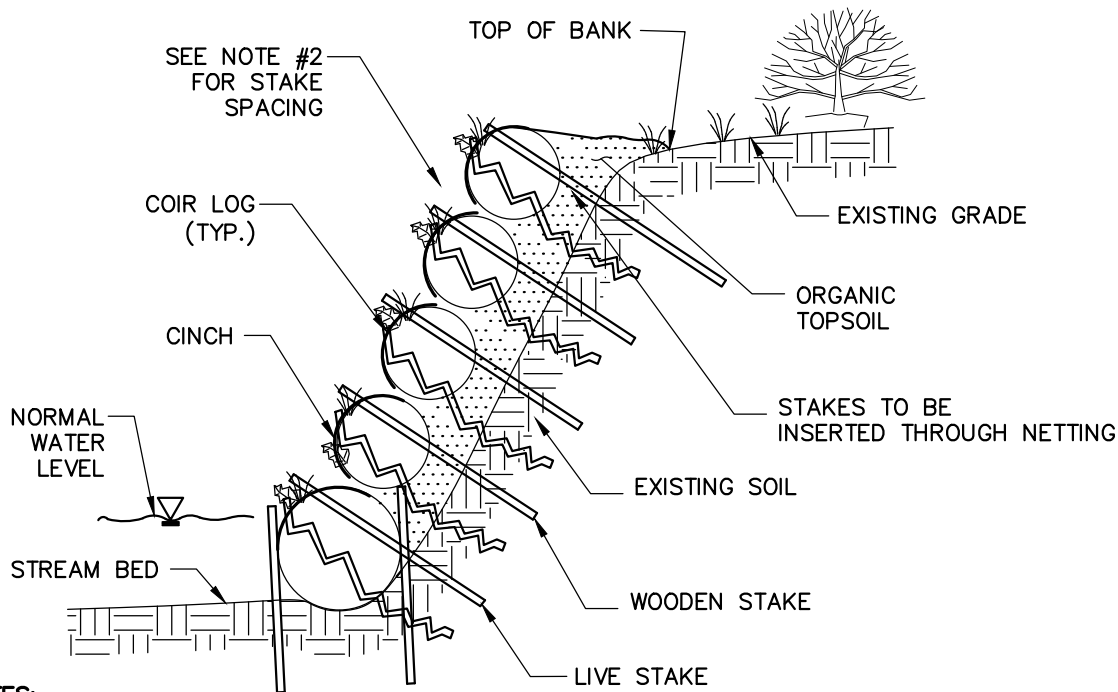 TOP OF BANK
SEE NOTE #2
FOR STAKE
SPACING
COIR LOG
(TYP.)
EXISTING GRADE
ORGANIC
TOPSOIL
CINCH
STAKES TO BE
INSERTED THROUGH NETTING
NORMAL
WATER
LEVEL
EXISTING SOIL
STREAM BED
WOODEN STAKE
LIVE STAKE